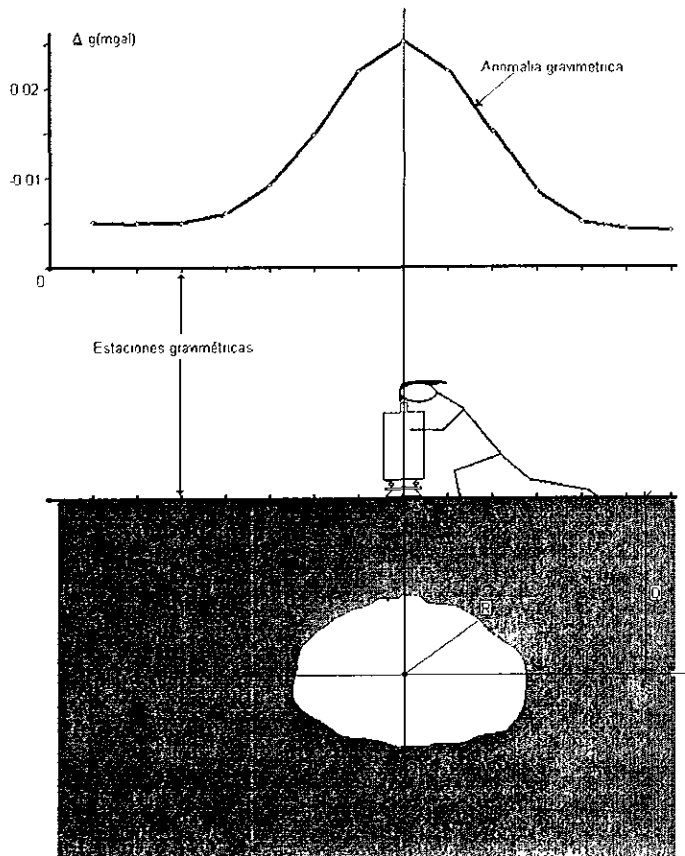 Δ g(mgal)
Anomalia gravimetrica
0 02
-0 01
0
Estaciones gravimétricas
R